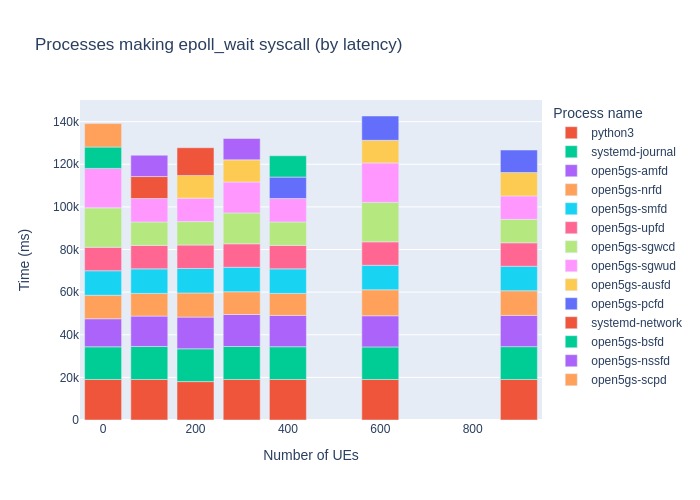 Processes making epoll_wait syscall (by latency)
Process name
python3
systemd-journal
open5gs-amfd
open5gs-nrfd
open5gs-smfd
open5gs-upfd
open5gs-sgwcd
open5gs-sgwud
open5gs-ausfd
open5gs-pcfd
systemd-network
open5gs-bsfd
open5gs-nssfd
open5gs-scpd
Time (ms)
140k
120k
100k
80k
60k
40k
20k
0
0 200 400 600 800
Number of UEs